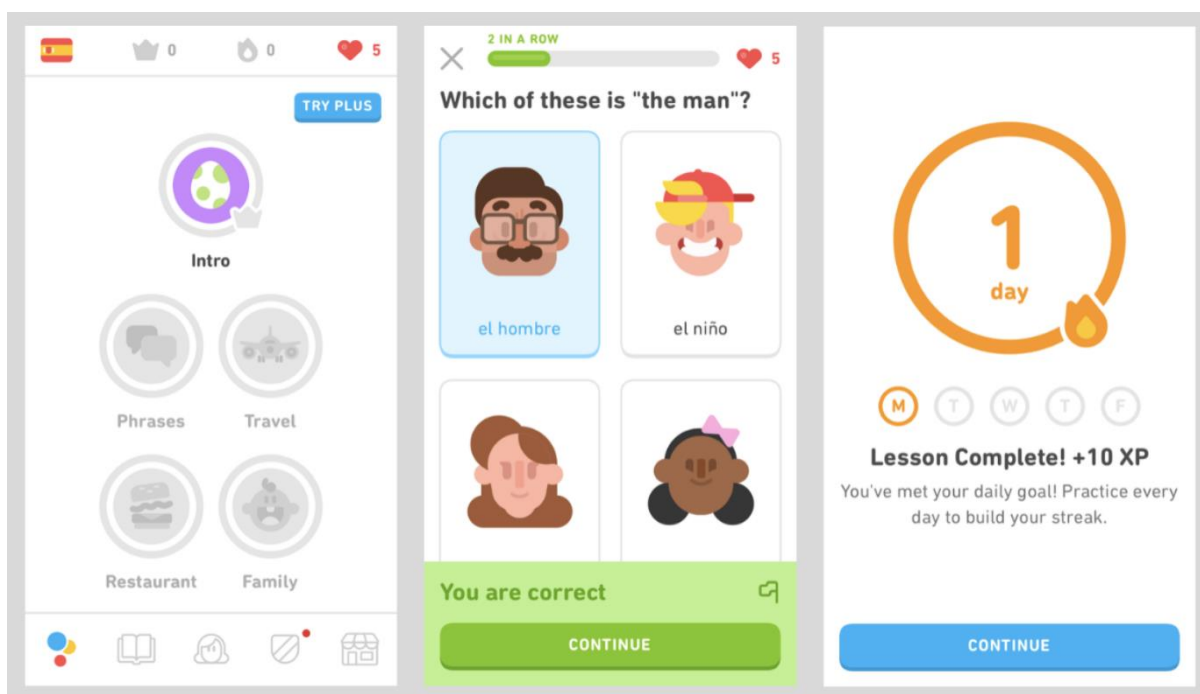 0
0
5
TRY PLUS
Intro
Phrases
Travel
Restaurant
Family
2 IN A ROW
5
Which of these is "the man"?
el hombre
el niño
You are correct
CONTINUE
1
day
M T W T F
Lesson Complete! +10 XP
You've met your daily goal! Practice every
day to build your streak.
CONTINUE